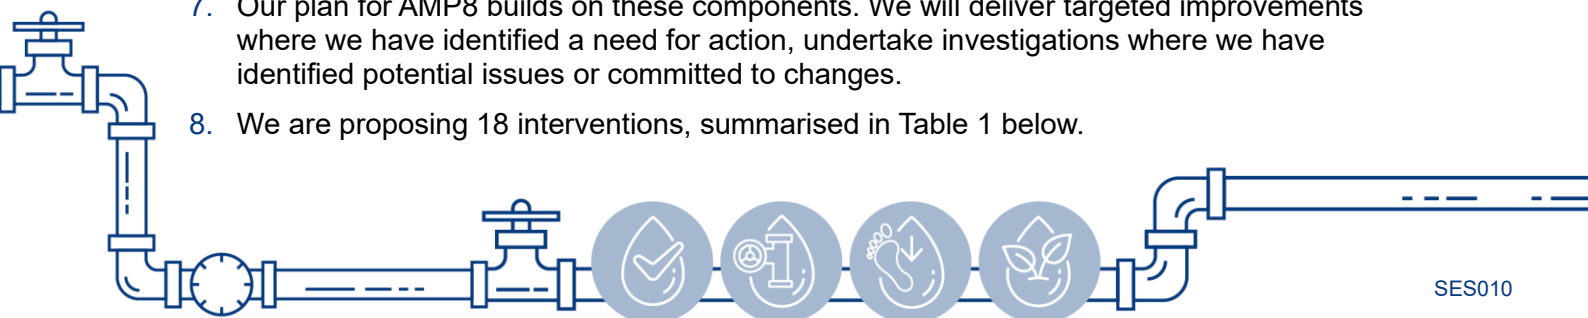 7. Our plan for AMP8 builds on these components. We will deliver targeted improvements
where we have identified a need for action, undertake investigations where we have
identified potential issues or committed to changes.
8. We are proposing 18 interventions, summarised in Table 1 below.
SES010